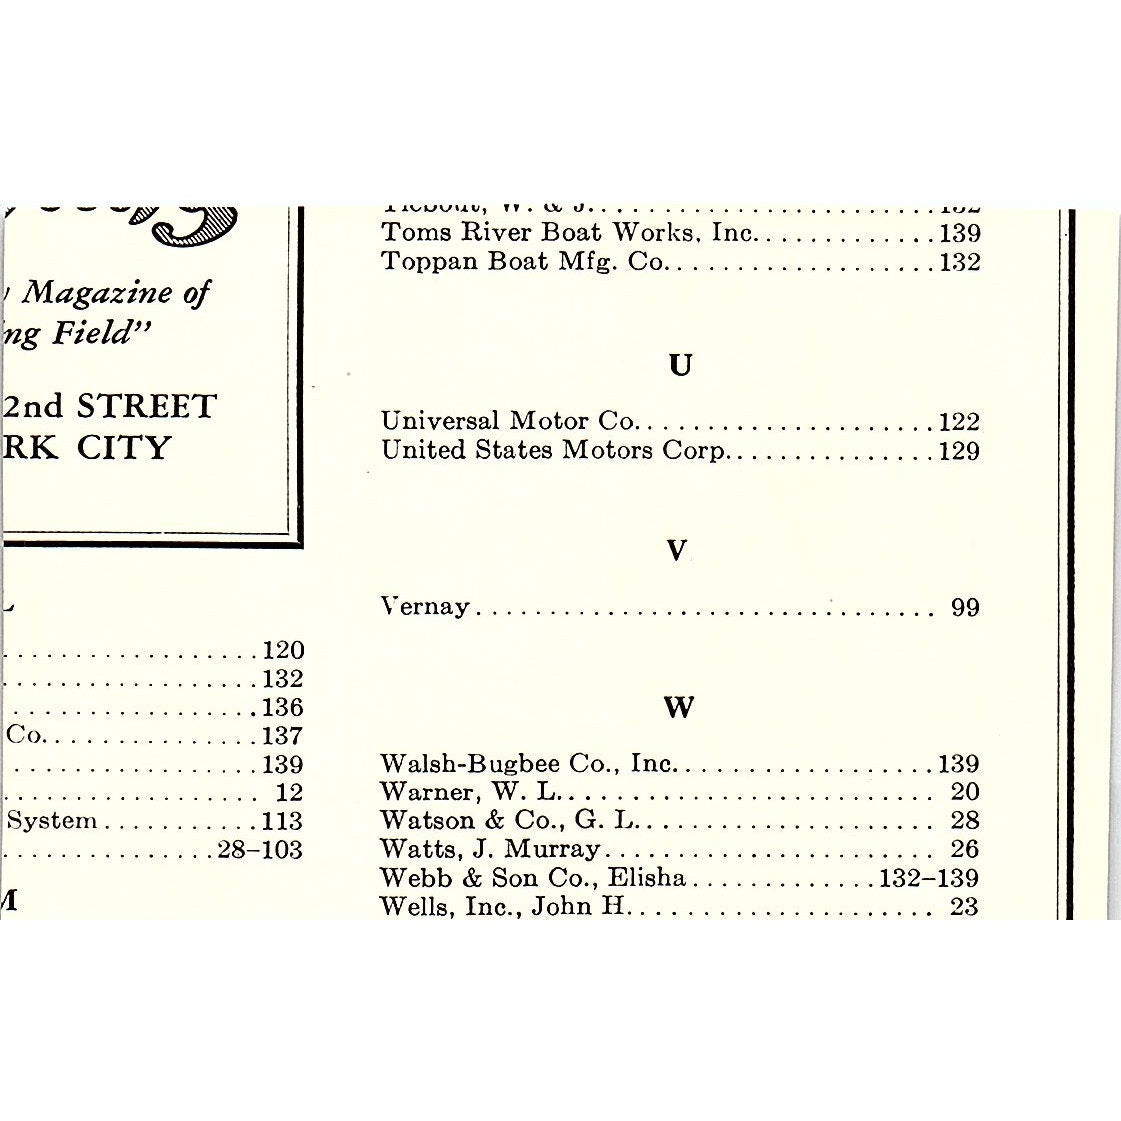 Magazine of
Field”
2nd STREET
CITY
120
132
136
Co. 137
139
12
System 113
28–103
M
Tiebout, W. & J. 132
Toms River Boat Works, Inc. 139
Toppan Boat Mfg. Co. 132
U
Universal Motor Co. 122
United States Motors Corp. 129
V
Vernay 99
W
Walsh-Bugbee Co., Inc. 139
Warner, W. L. 20
Watson & Co., G. L. 28
Watts, J. Murray 26
Webb & Son Co., Elisha 132–139
Wells, Inc., John H. 23